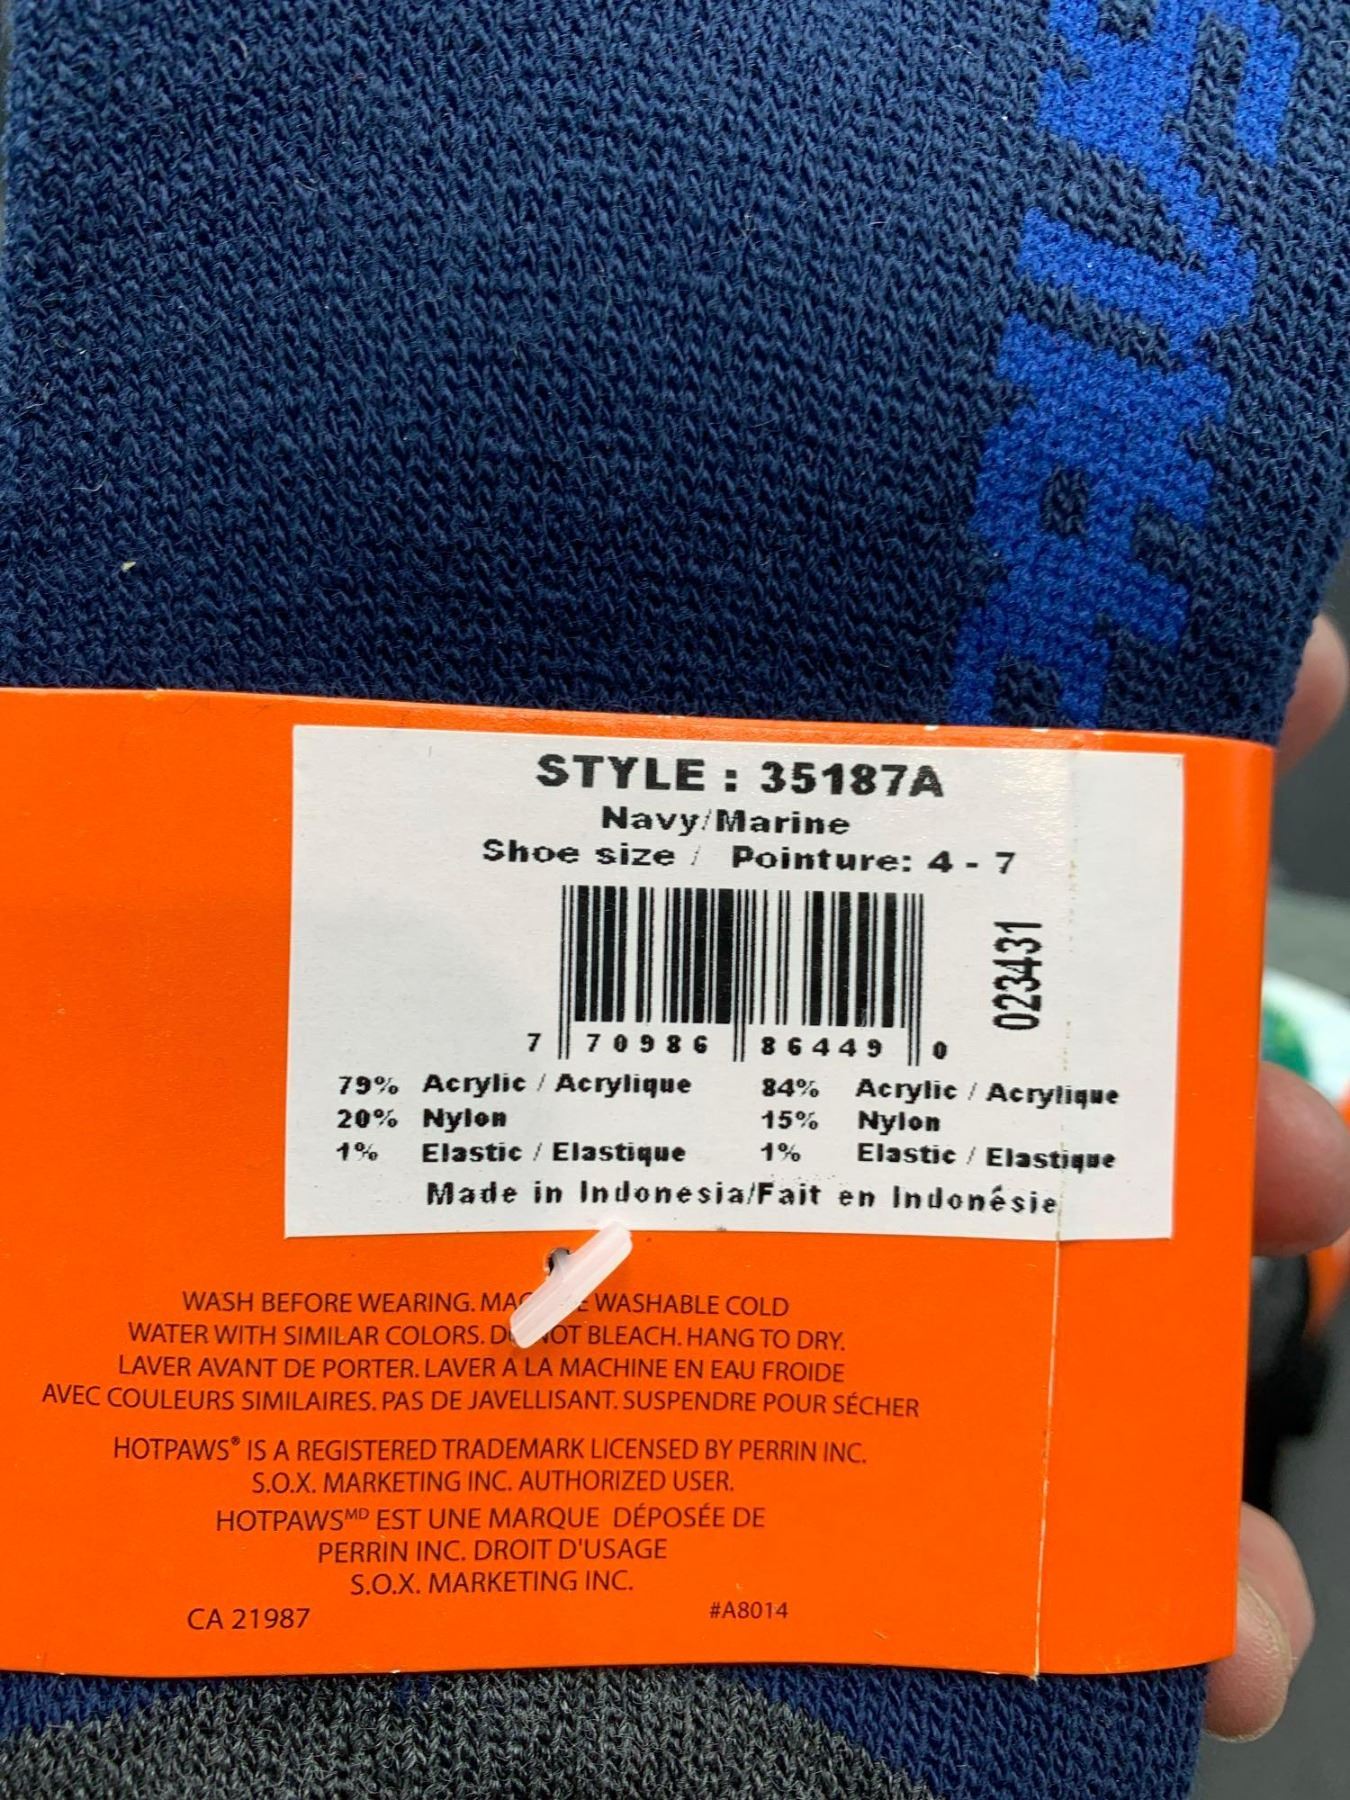 STYLE : 35187A
Navy/Marine
Shoe size / Pointure: 4 - 7
7 70986 86449 0
023431
79% Acrylic / Acrylique
20% Nylon
1% Elastic / Elastique
84% Acrylic / Acrylique
15% Nylon
1% Elastic / Elastique
Made in Indonesia/Fait en Indonésie
WASH BEFORE WEARING. WASHABLE COLD
WATER WITH SIMILAR COLORS. BLEACH. HANG TO DRY.
LAVER AVANT DE PORTER. LAVER À LA MACHINE EN EAU FROIDE
AVEC COULEURS SIMILAIRES. PAS DE JAVELLISANT. SUSPENDRE POUR SÉCHER
HOTPAWS® IS A REGISTERED TRADEMARK LICENSED BY PERRIN INC.
S.O.X. MARKETING INC. AUTHORIZED USER.
HOTPAWSMD EST UNE MARQUE DÉPOSÉE DE
PERRIN INC. DROIT D'USAGE
S.O.X. MARKETING INC.
CA 21987
#A8014